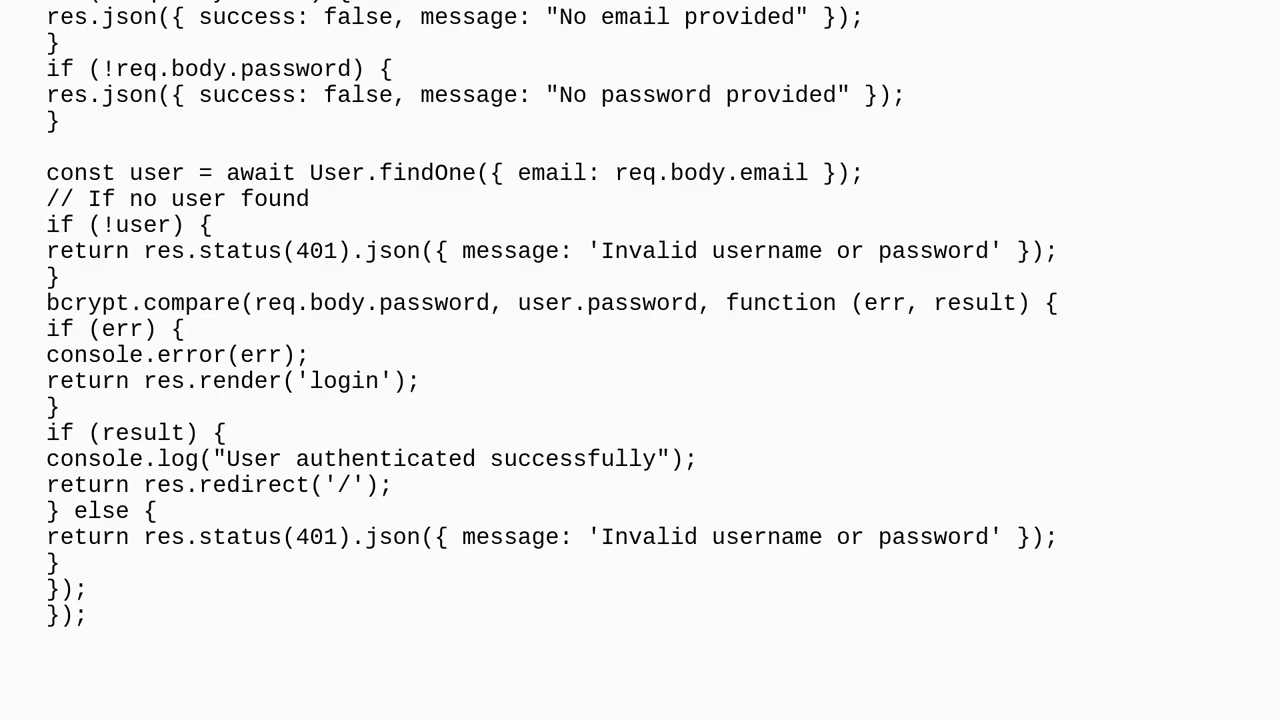 res.json({ success: false, message: "No email provided" });
}
if (!req.body.password) {
res.json({ success: false, message: "No password provided" });
}
const user = await User.findOne({ email: req.body.email });
// If no user found
if (!user) {
return res.status(401).json({ message: 'Invalid username or password' });
}
bcrypt.compare(req.body.password, user.password, function (err, result) {
if (err) {
console.error(err);
return res.render('login');
}
if (result) {
console.log("User authenticated successfully");
return res.redirect('/');
} else {
return res.status(401).json({ message: 'Invalid username or password' });
}
});
});